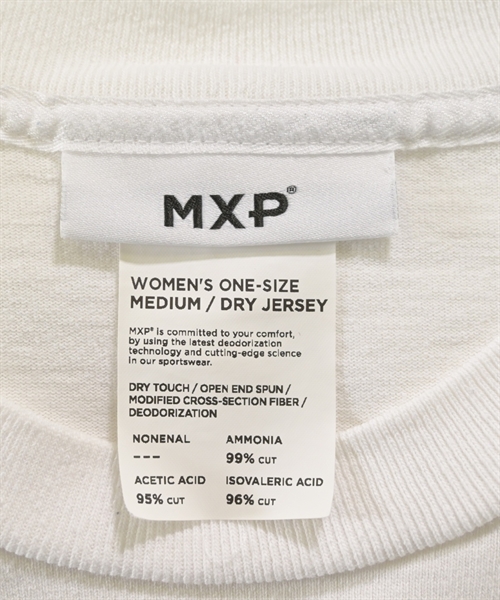 MXP®
WOMEN'S ONE-SIZE
MEDIUM / DRY JERSEY
MXP® is committed to your comfort,
by using the latest deodorization
technology and cutting-edge science
in our sportswear.
DRY TOUCH / OPEN END SPUN /
MODIFIED CROSS-SECTION FIBER /
DEODORIZATION
NONENAL AMMONIA
--- 99% CUT
ACETIC ACID ISOVALERIC ACID
95% CUT 96% CUT